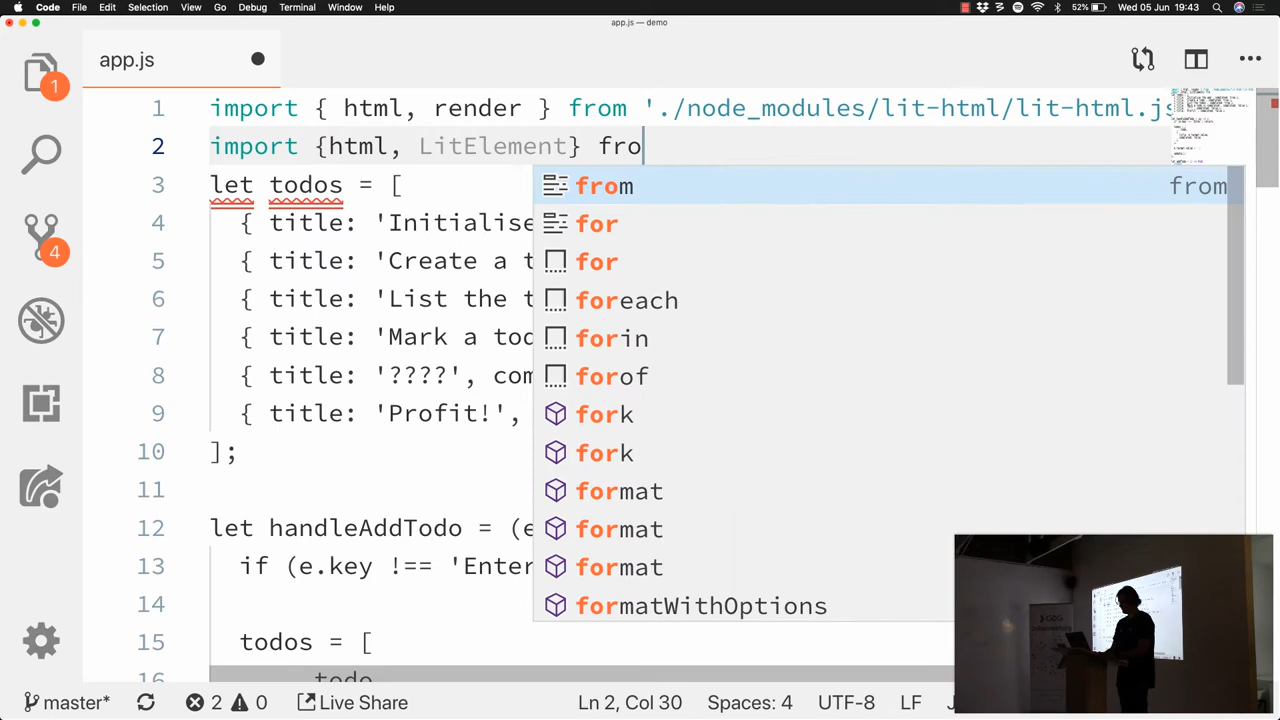 Code File Edit Selection View Go Debug Terminal Window Help 52% Wed 05 Jun 19:43
app.js — demo
app.js
1
4
1 import { html, render } from './node_modules/lit-html/lit-html.js
2 import {html, LitElement} fro
3 let todos = [
4 { title: 'Initialise
5 { title: 'Create a t
6 { title: 'List the t
7 { title: 'Mark a tod
8 { title: '????', com
9 { title: 'Profit!',
10 ];
11
12 let handleAddTodo = (e
13 if (e.key !== 'Enter
14
15 todos = [
16 ...todo
from from
for
for
foreach
forin
forof
fork
fork
format
format
format
formatWithOptions
GDG
master* 2 0 Live Share Ln 2, Col 30 Spaces: 4 UTF-8 LF